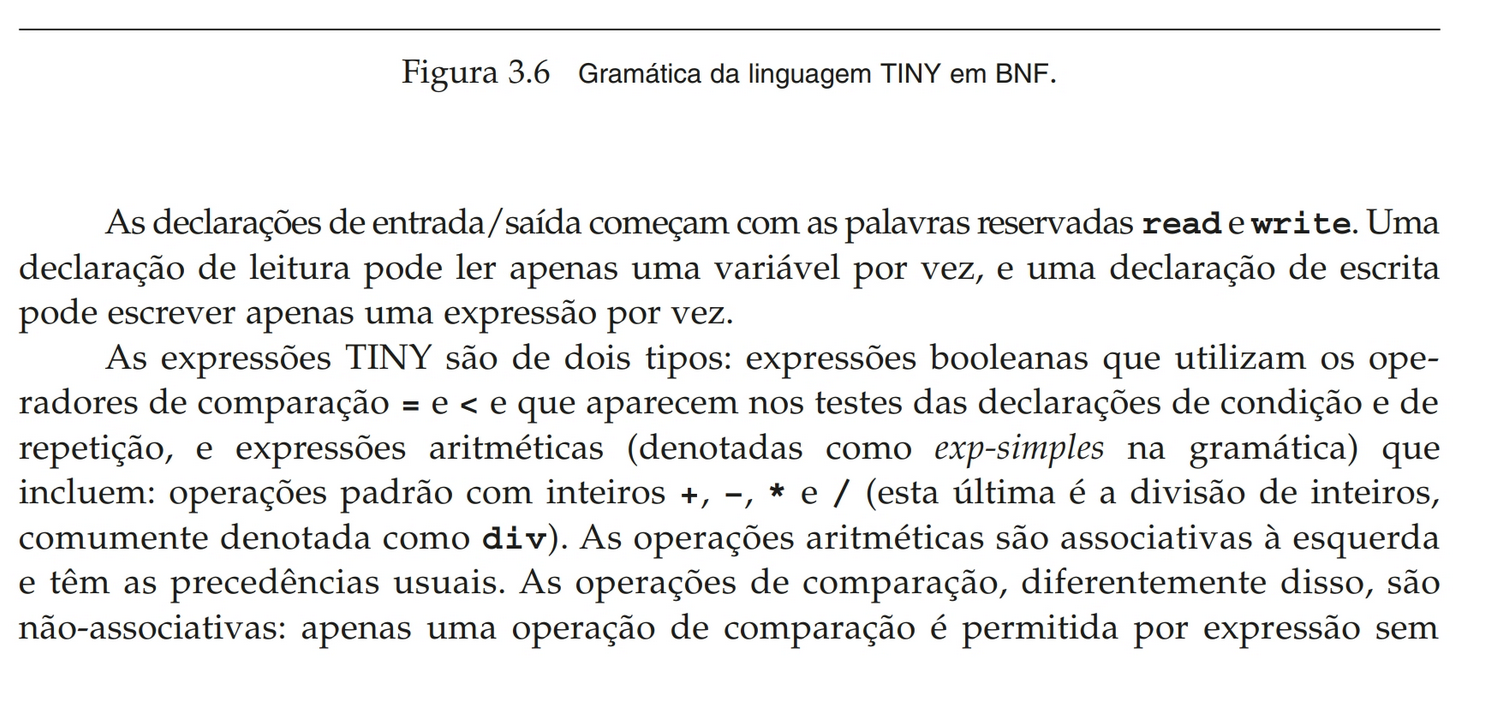 Figura 3.6 Gramática da linguagem TINY em BNF.
As declarações de entrada/saída começam com as palavras reservadas read e write. Uma
declaração de leitura pode ler apenas uma variável por vez, e uma declaração de escrita
pode escrever apenas uma expressão por vez.
As expressões TINY são de dois tipos: expressões booleanas que utilizam os ope-
radores de comparação = e < e que aparecem nos testes das declarações de condição e de
repetição, e expressões aritméticas (denotadas como exp-simples na gramática) que
incluem: operações padrão com inteiros +, –, * e / (esta última é a divisão de inteiros,
comumente denotada como div). As operações aritméticas são associativas à esquerda
e têm as precedências usuais. As operações de comparação, diferentemente disso, são
não-associativas: apenas uma operação de comparação é permitida por expressão sem